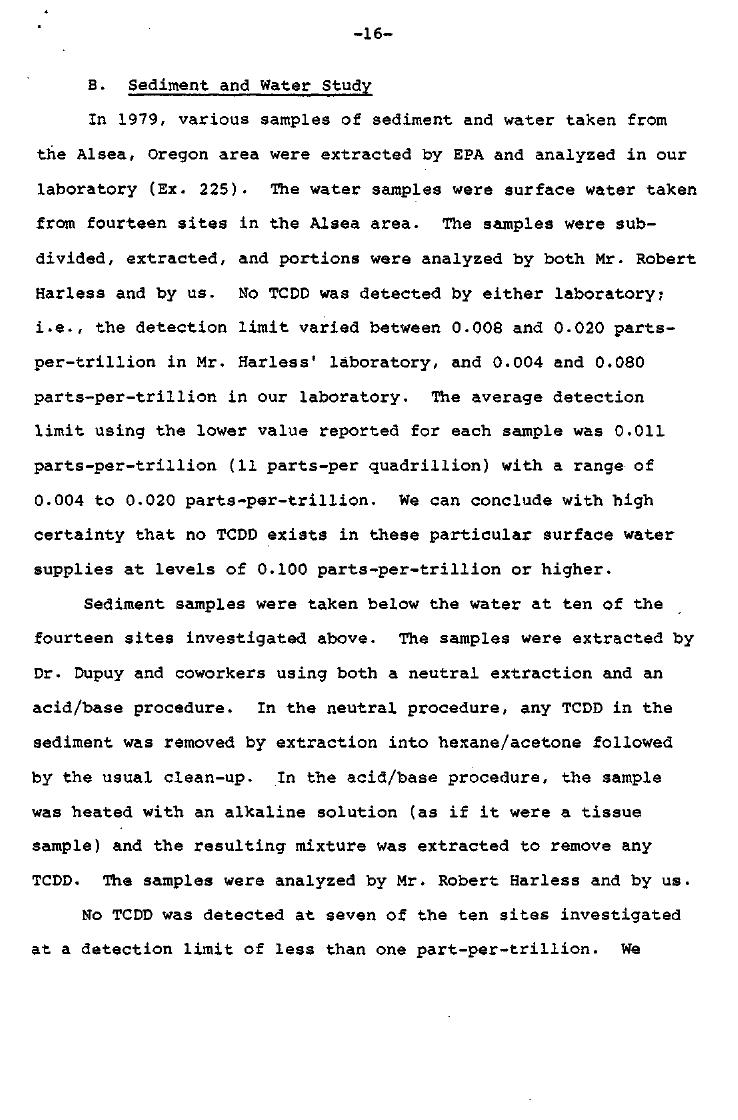 -16-
B. Sediment and Water Study
In 1979, various samples of sediment and water taken from
the Alsea, Oregon area were extracted by EPA and analyzed in our
laboratory (Ex. 225). The water samples were surface water taken
from fourteen sites in the Alsea area. The samples were sub-
divided, extracted, and portions were analyzed by both Mr. Robert
Harless and by us. No TCDD was detected by either laboratory;
i.e., the detection limit varied between 0.008 and 0.020 parts-
per-trillion in Mr. Harless' laboratory, and 0.004 and 0.080
parts-per-trillion in our laboratory. The average detection
limit using the lower value reported for each sample was 0.011
parts-per-trillion (11 parts-per quadrillion) with a range of
0.004 to 0.020 parts-per-trillion. We can conclude with high
certainty that no TCDD exists in these particular surface water
supplies at levels of 0.100 parts-per-trillion or higher.
Sediment samples were taken below the water at ten of the
fourteen sites investigated above. The samples were extracted by
Dr. Dupuy and coworkers using both a neutral extraction and an
acid/base procedure. In the neutral procedure, any TCDD in the
sediment was removed by extraction into hexane/acetone followed
by the usual clean-up. In the acid/base procedure, the sample
was heated with an alkaline solution (as if it were a tissue
sample) and the resulting mixture was extracted to remove any
TCDD. The samples were analyzed by Mr. Robert Harless and by us.
No TCDD was detected at seven of the ten sites investigated
at a detection limit of less than one part-per-trillion. We